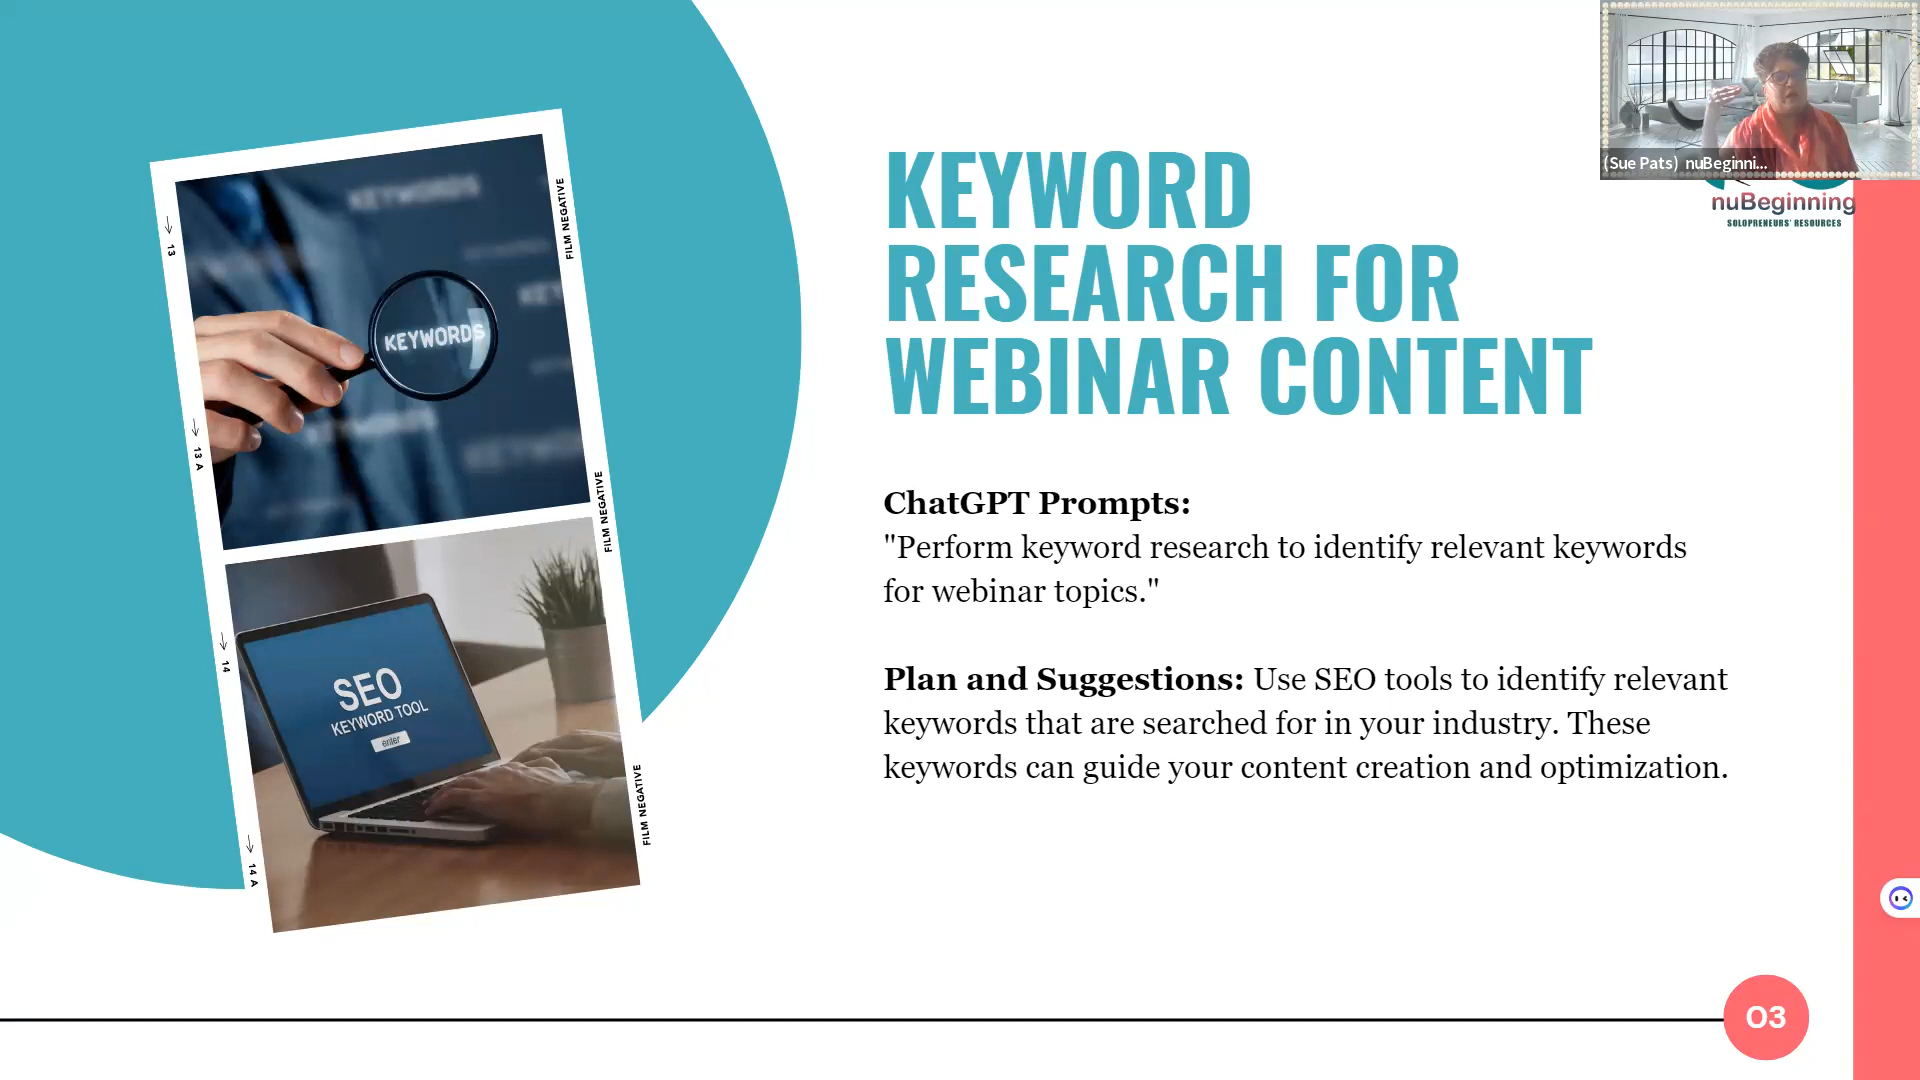 (Sue Pats) nuBeginni...
nuBeginning
SOLOPRENEURS' RESOURCES
KEYWORD
RESEARCH FOR
WEBINAR CONTENT
ChatGPT Prompts:
"Perform keyword research to identify relevant keywords
for webinar topics."
Plan and Suggestions: Use SEO tools to identify relevant
keywords that are searched for in your industry. These
keywords can guide your content creation and optimization.
KEYWORDS
KEYWORDS
KEYWORDS
SEO
KEYWORD TOOL
enter
13
13 A
14
14 A
FILM NEGATIVE
FILM NEGATIVE
FILM NEGATIVE
03